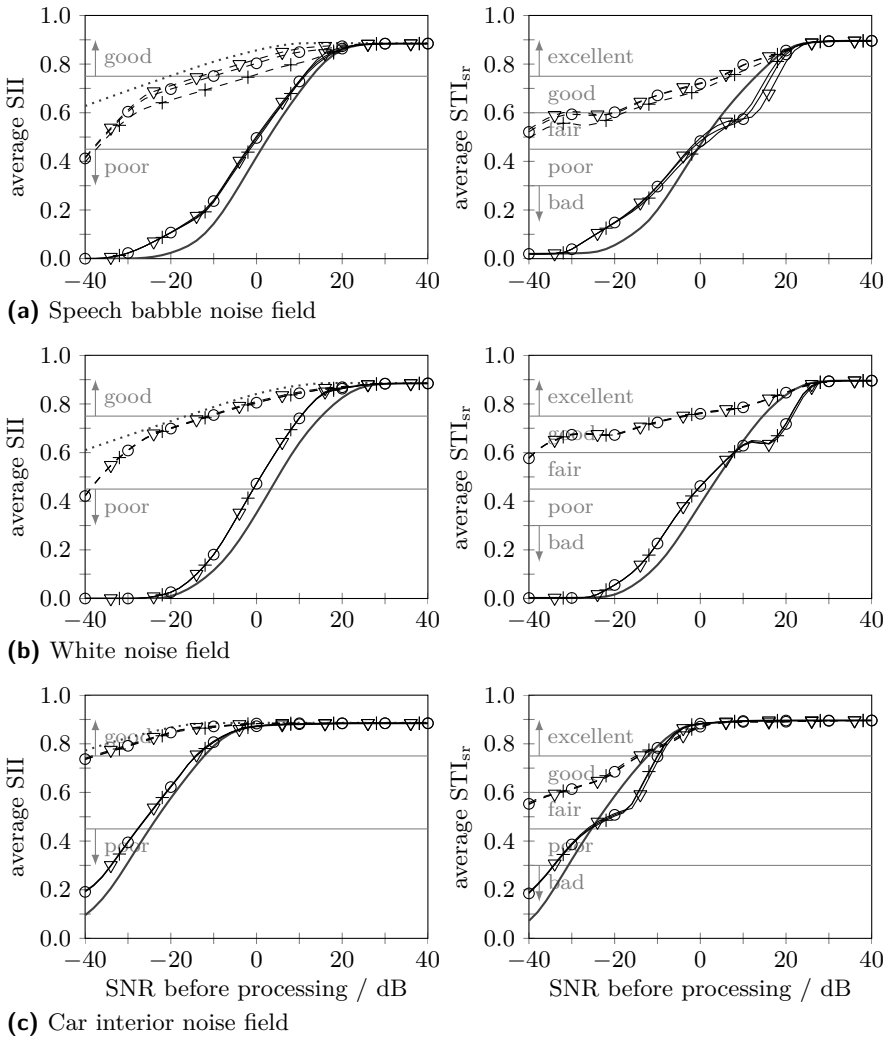 1.0
0.8
0.6
0.4
0.2
0.0
average SII
good
poor
−40
−20
0
20
40
1.0
0.8
0.6
0.4
0.2
0.0
average STIsr
excellent
good
fair
poor
bad
−40
−20
0
20
40
(a) Speech babble noise field
1.0
0.8
0.6
0.4
0.2
0.0
average SII
good
poor
−40
−20
0
20
40
1.0
0.8
0.6
0.4
0.2
0.0
average STIsr
excellent
good
fair
poor
bad
−40
−20
0
20
40
(b) White noise field
1.0
0.8
0.6
0.4
0.2
0.0
average SII
good
poor
−40
−20
0
20
40
SNR before processing / dB
1.0
0.8
0.6
0.4
0.2
0.0
average STIsr
excellent
good
fair
poor
bad
−40
−20
0
20
40
SNR before processing / dB
(c) Car interior noise field